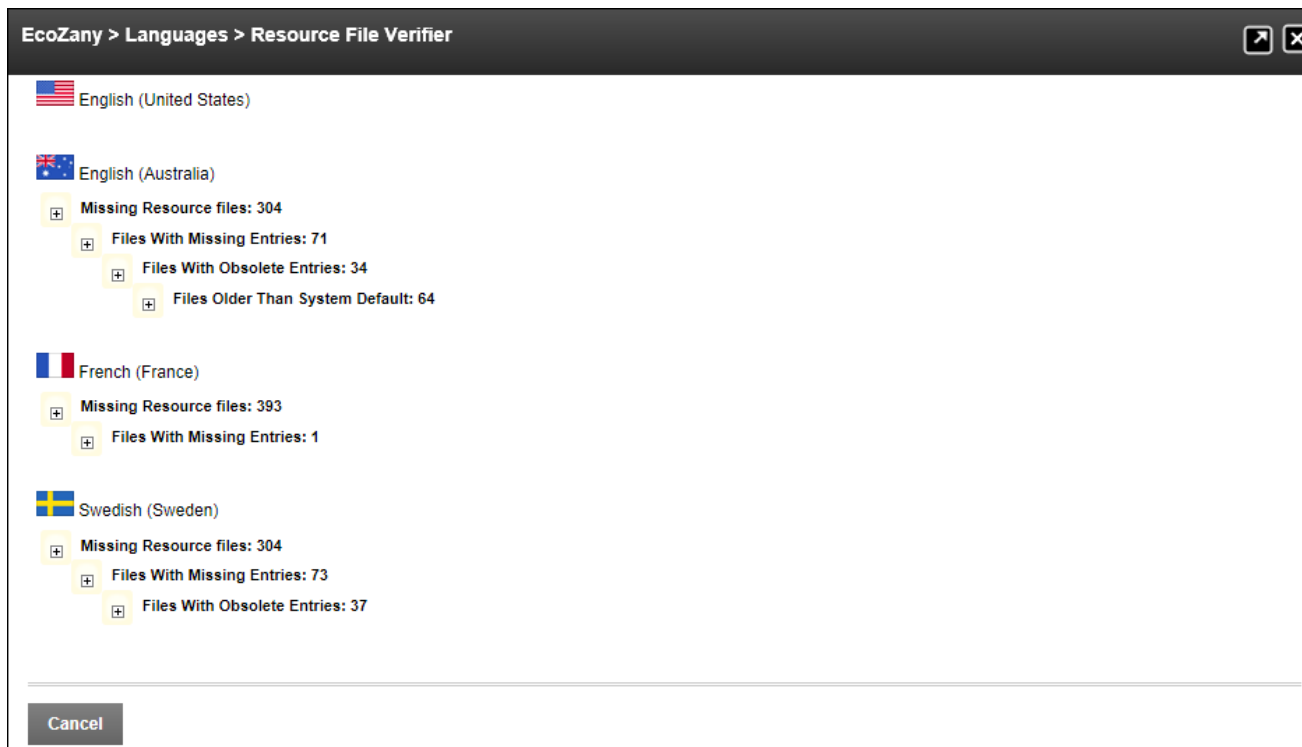 EcoZany > Languages > Resource File Verifier
English (United States)
English (Australia)
Missing Resource files: 304
Files With Missing Entries: 71
Files With Obsolete Entries: 34
Files Older Than System Default: 64
French (France)
Missing Resource files: 393
Files With Missing Entries: 1
Swedish (Sweden)
Missing Resource files: 304
Files With Missing Entries: 73
Files With Obsolete Entries: 37
Cancel